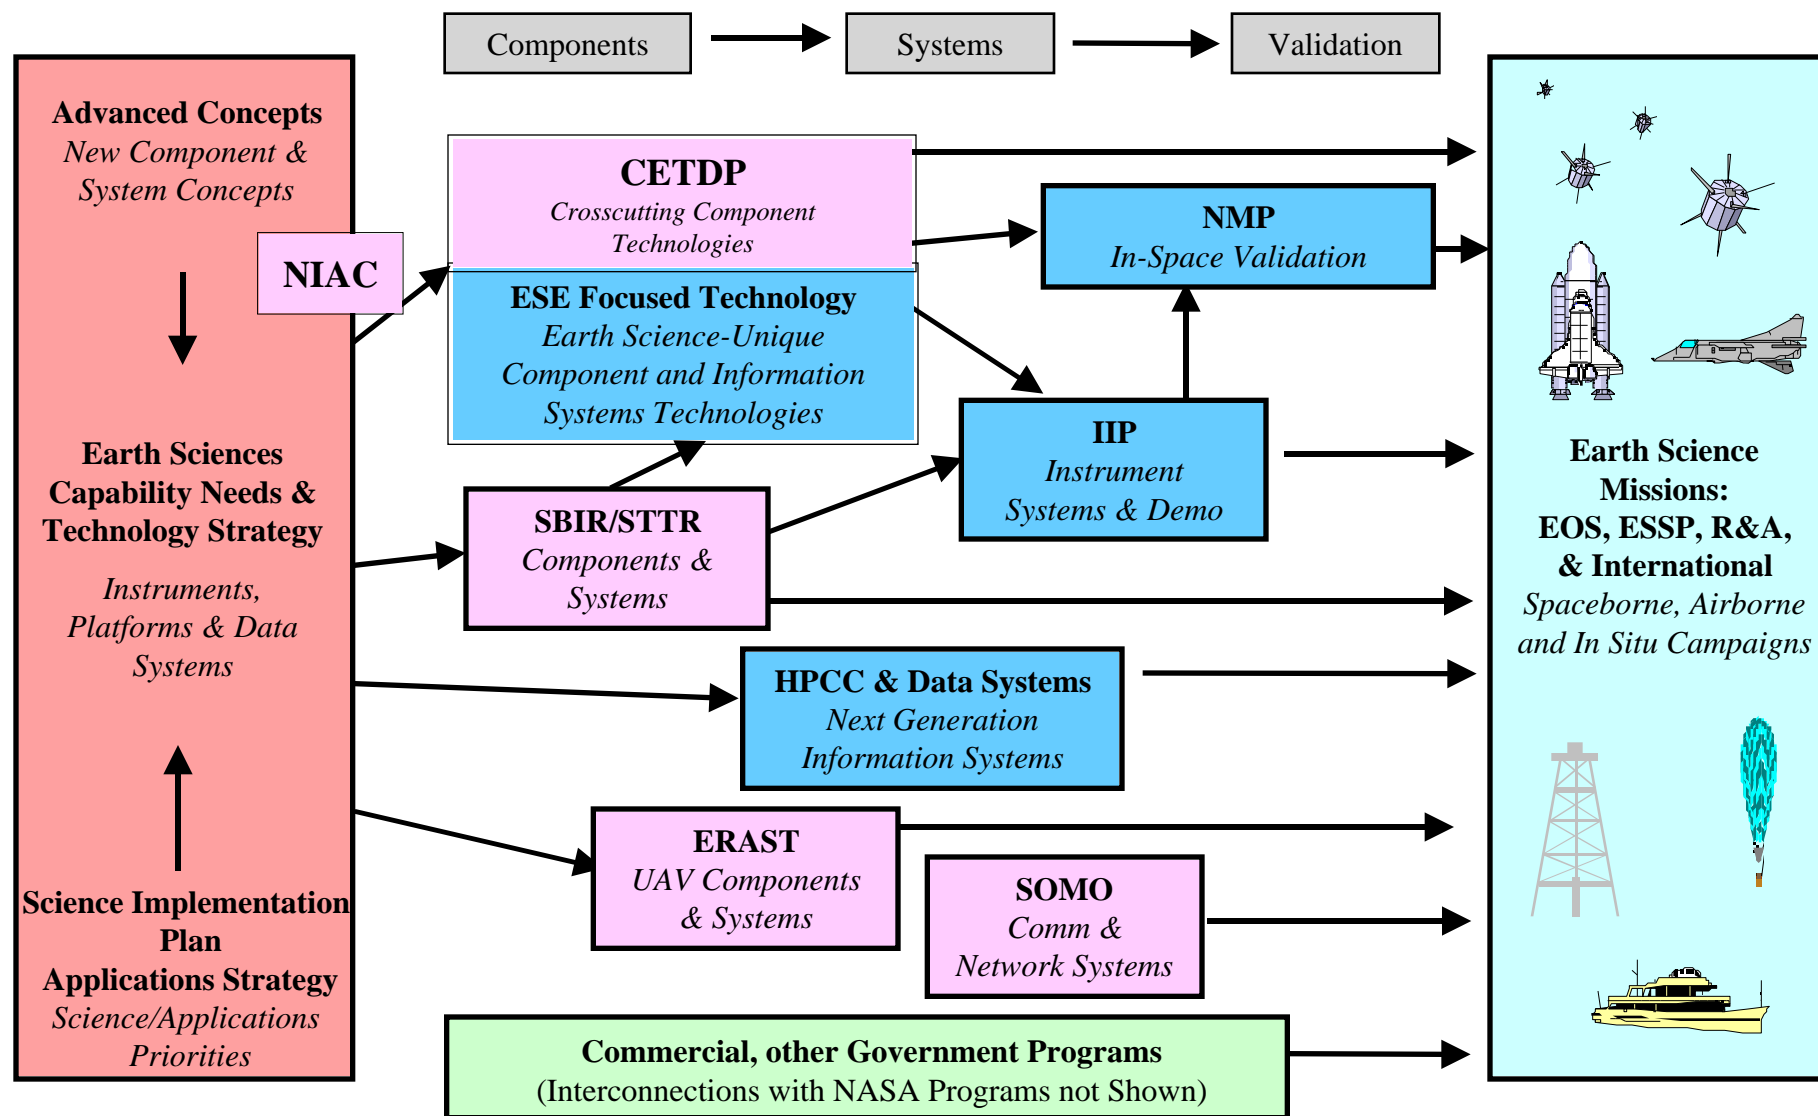 Components
Systems
Validation
Advanced Concepts
New Component &
System Concepts
NIAC
Earth Sciences
Capability Needs &
Technology Strategy
Instruments,
Platforms & Data
Systems
Science Implementation
Plan
Applications Strategy
Science/Applications
Priorities
CETDP
Crosscutting Component
Technologies
ESE Focused Technology
Earth Science-Unique
Component and Information
Systems Technologies
NMP
In-Space Validation
IIP
Instrument
Systems & Demo
SBIR/STTR
Components &
Systems
HPCC & Data Systems
Next Generation
Information Systems
ERAST
UAV Components
& Systems
SOMO
Comm &
Network Systems
Commercial, other Government Programs
(Interconnections with NASA Programs not Shown)
Earth Science
Missions:
EOS, ESSP, R&A,
& International
Spaceborne, Airborne
and In Situ Campaigns